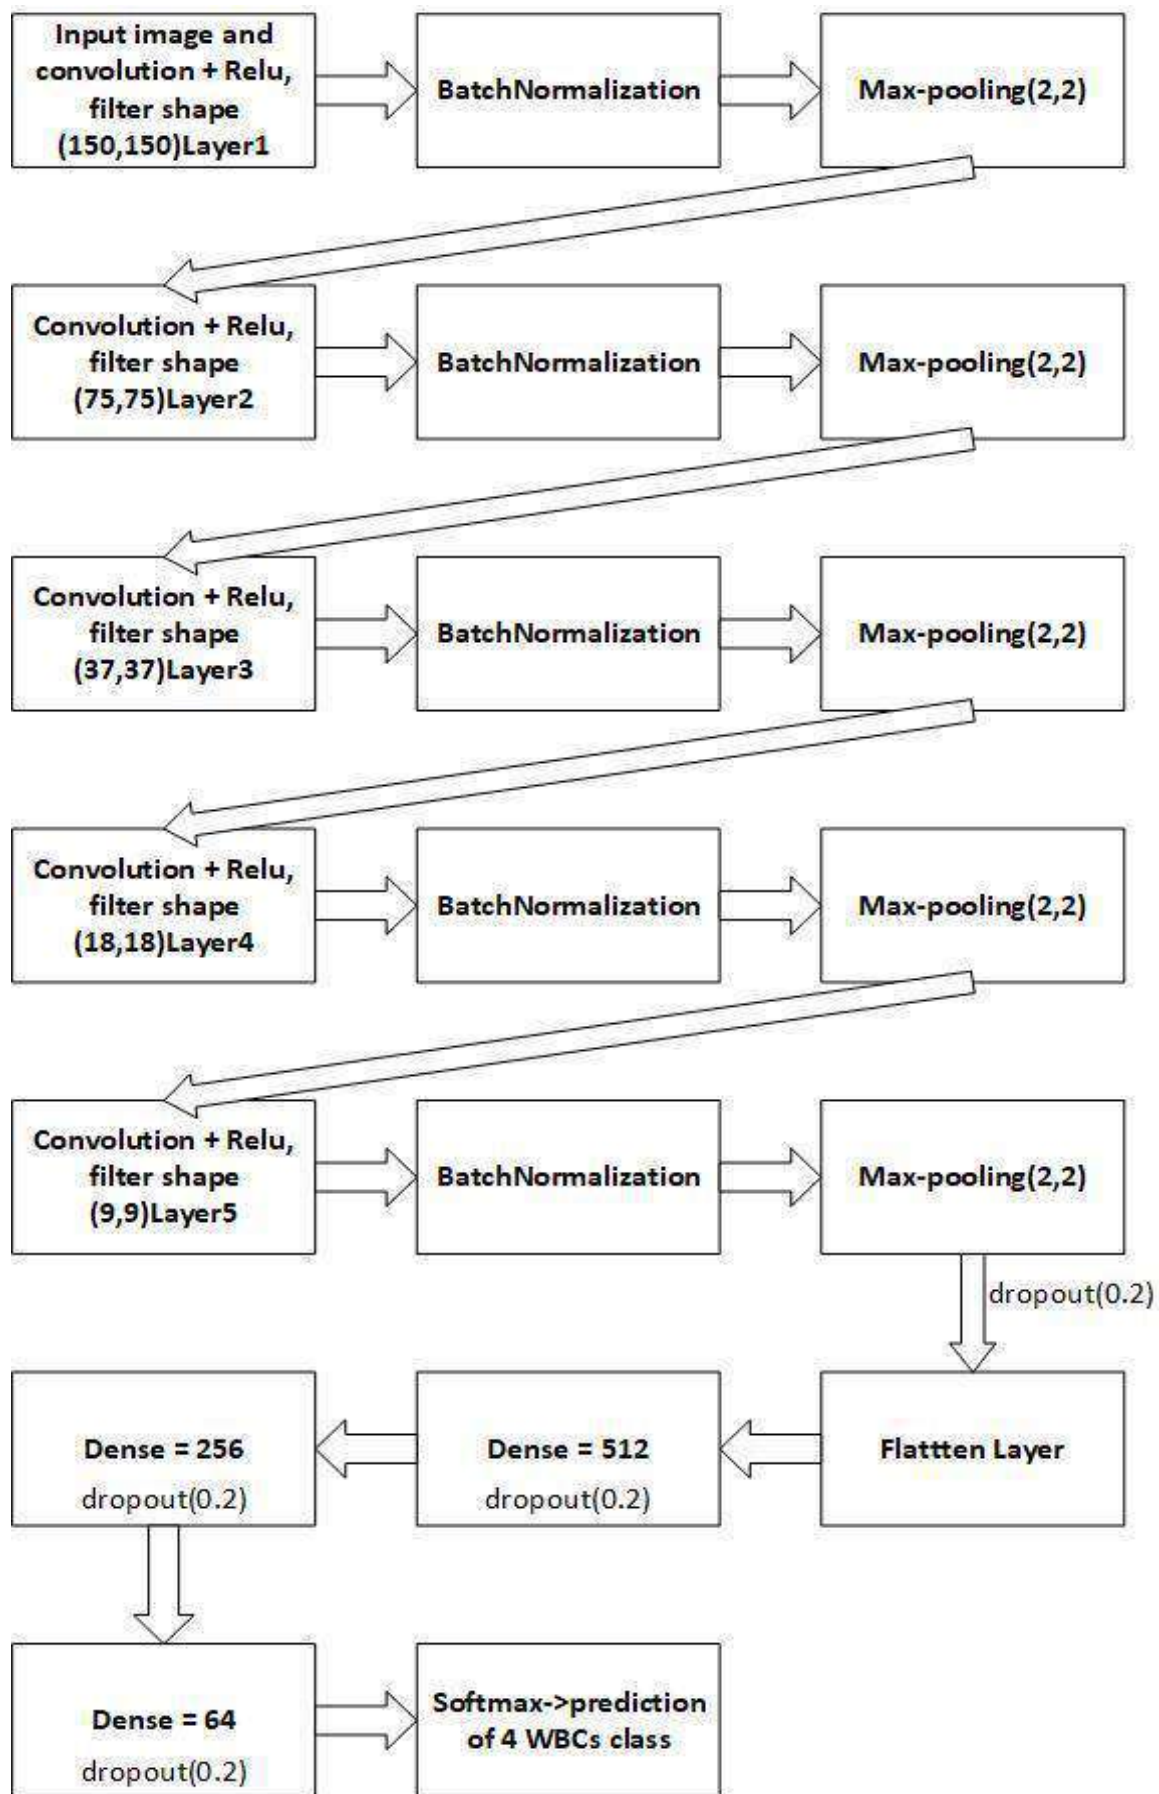 Input image and
convolution + Relu,
filter shape
(150,150)Layer1
BatchNormalization
Max-pooling(2,2)
Convolution + Relu,
filter shape
(75,75)Layer2
BatchNormalization
Max-pooling(2,2)
Convolution + Relu,
filter shape
(37,37)Layer3
BatchNormalization
Max-pooling(2,2)
Convolution + Relu,
filter shape
(18,18)Layer4
BatchNormalization
Max-pooling(2,2)
Convolution + Relu,
filter shape
(9,9)Layer5
BatchNormalization
Max-pooling(2,2)
dropout(0.2)
Flattten Layer
Dense = 512
dropout(0.2)
Dense = 256
dropout(0.2)
Dense = 64
dropout(0.2)
Softmax->prediction
of 4 WBCs class